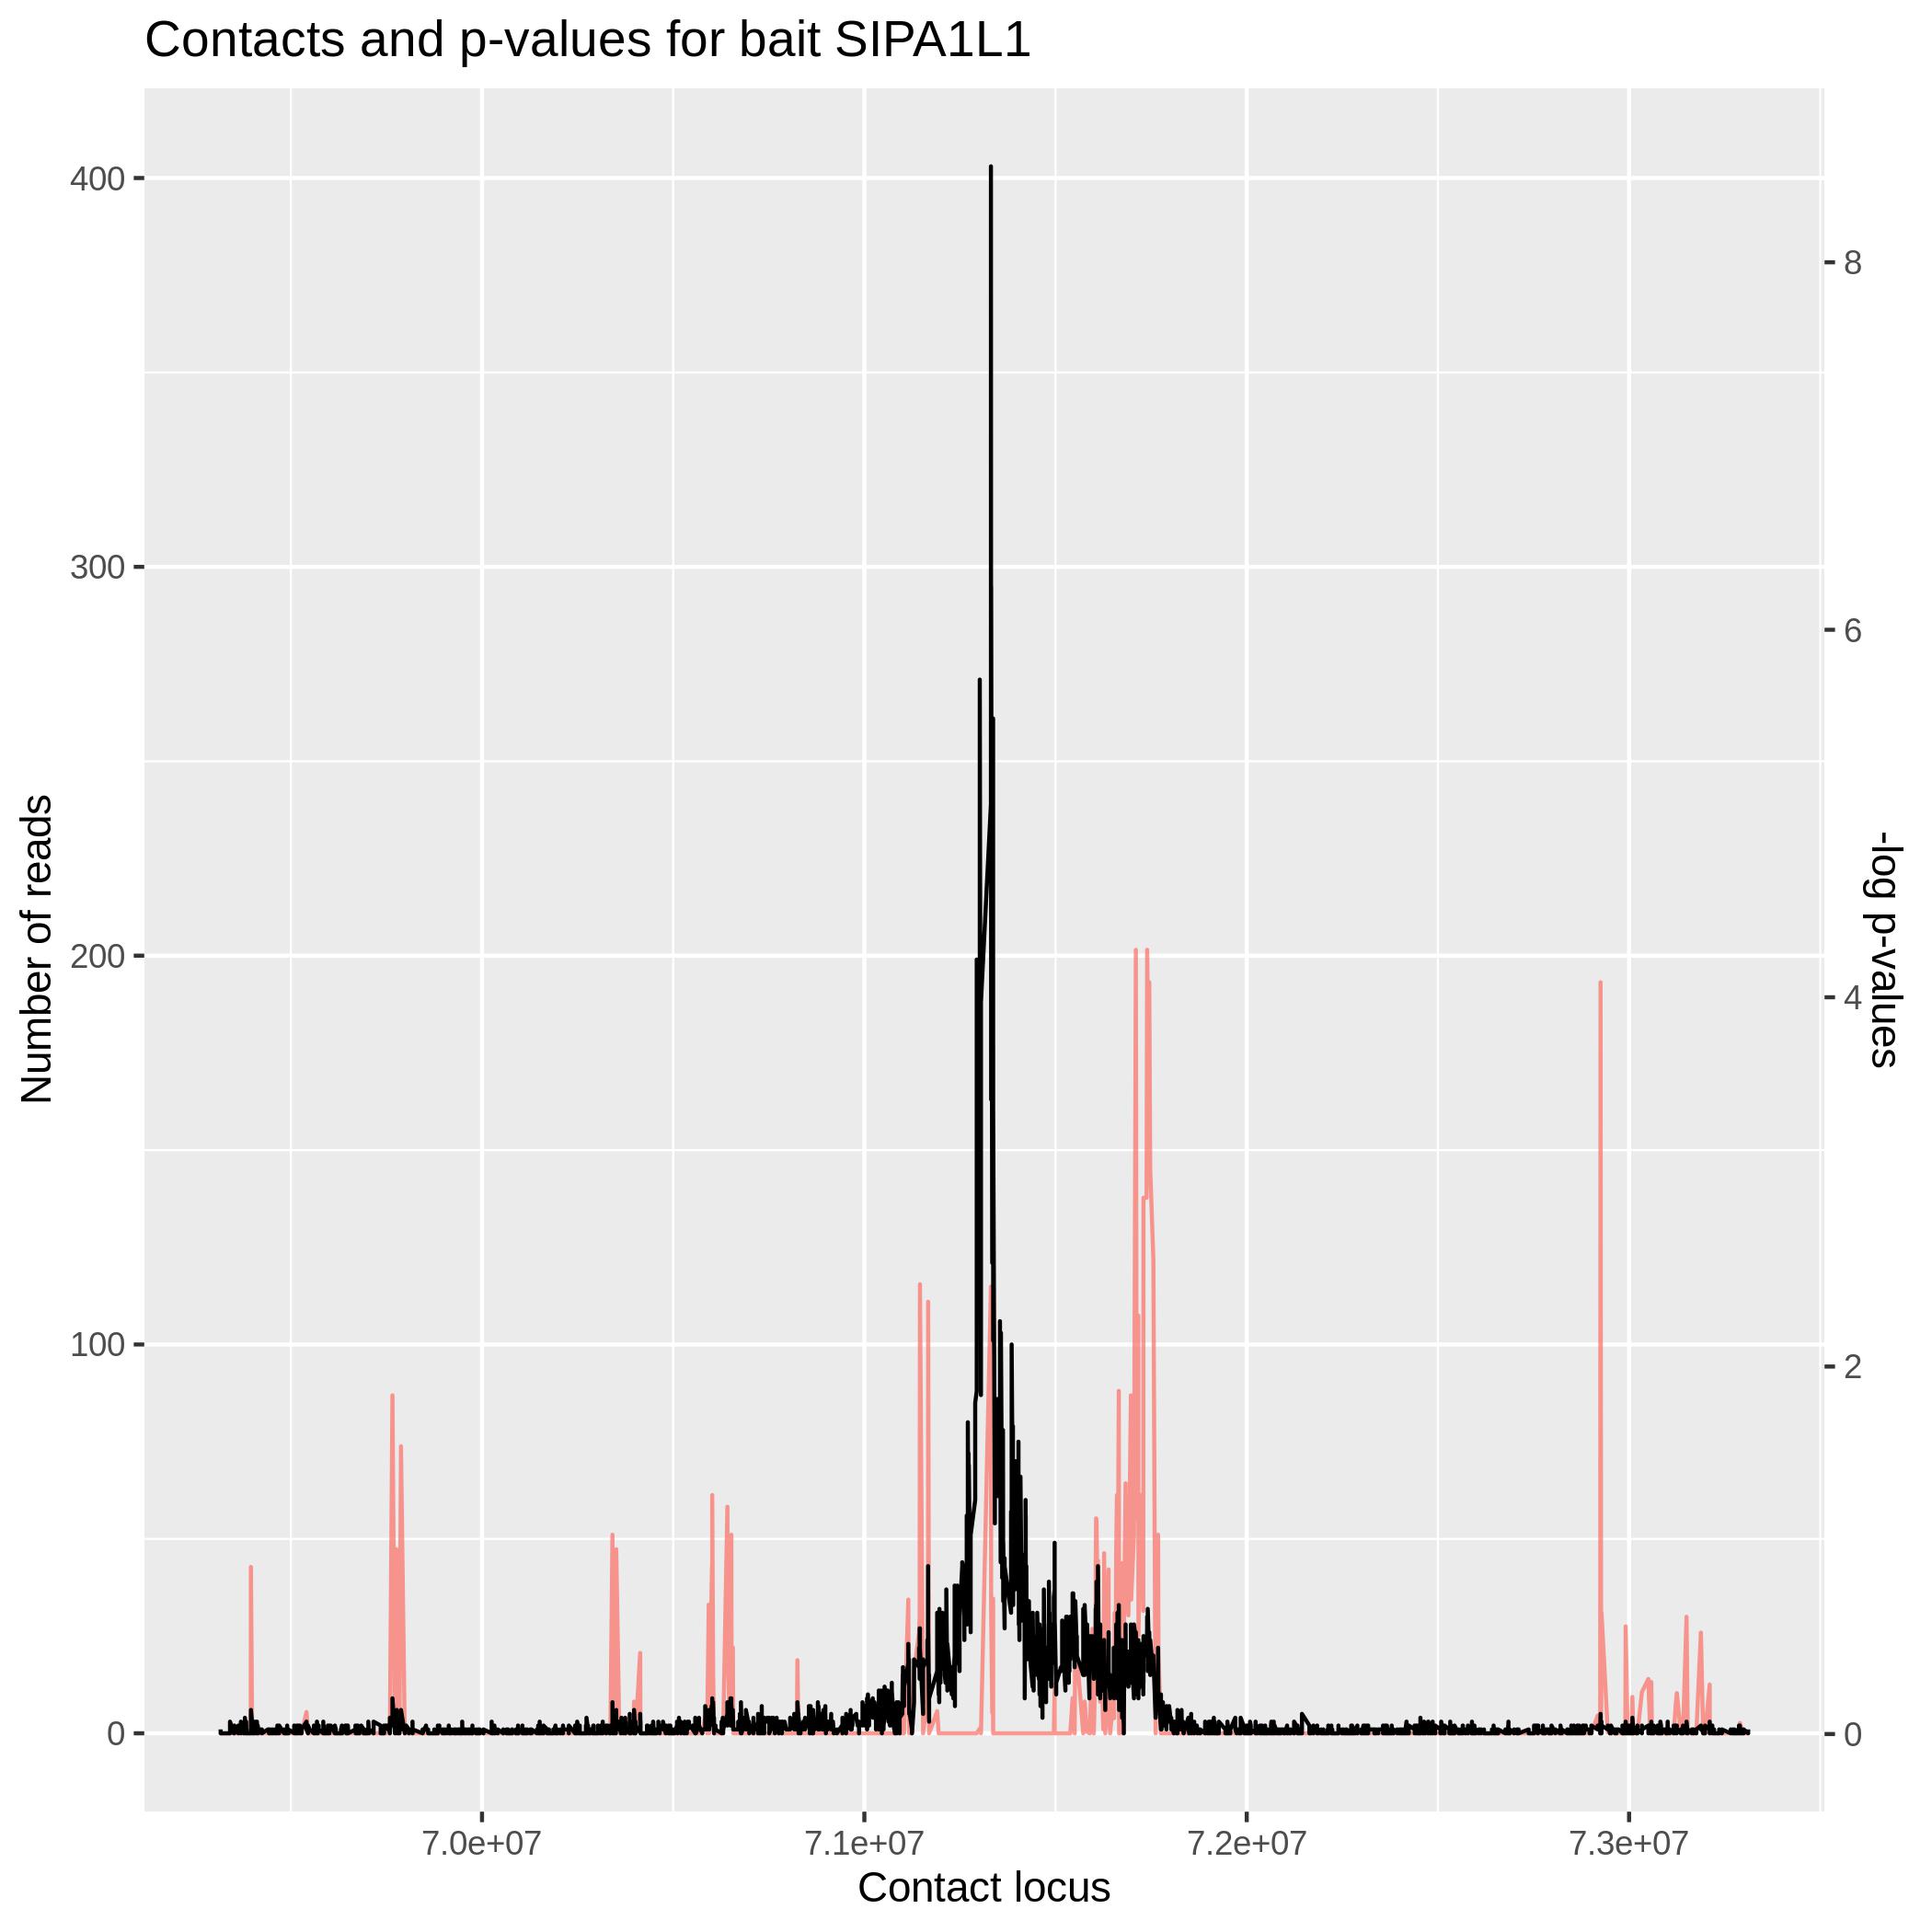 Contacts and p-values for bait SIPA1L1
400
300
200
100
0
Number of reads
8
6
4
2
0
-log p-values
7.0e+07
7.1e+07
7.2e+07
7.3e+07
Contact locus